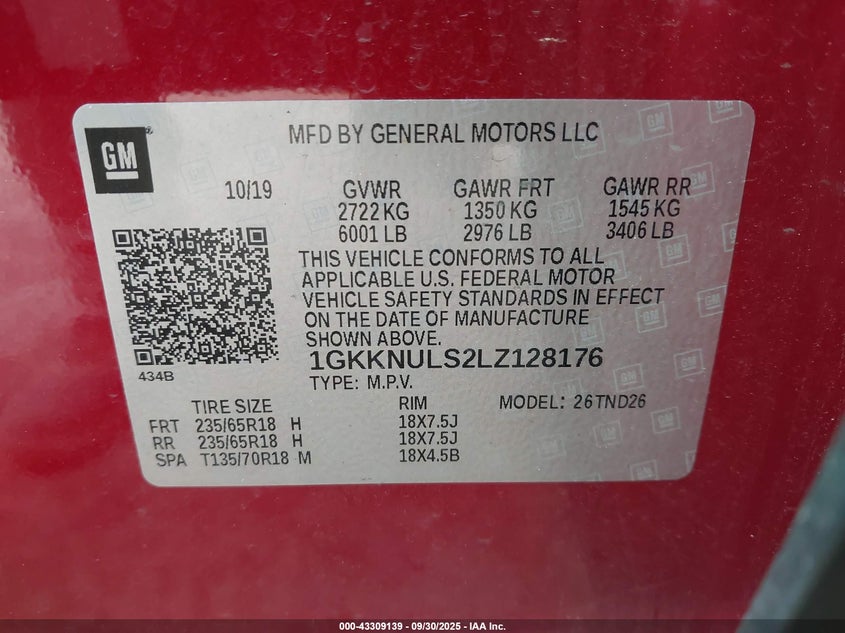 GM
MFD BY GENERAL MOTORS LLC
10/19 GVWR GAWR FRT GAWR RR
2722 KG 1350 KG 1545 KG
6001 LB 2976 LB 3406 LB
THIS VEHICLE CONFORMS TO ALL
APPLICABLE U.S. FEDERAL MOTOR
VEHICLE SAFETY STANDARDS IN EFFECT
ON THE DATE OF MANUFACTURE
SHOWN ABOVE.
434B
1GKKNULS2LZ128176
TYPE: M.P.V.
TIRE SIZE RIM MODEL: 26TND26
FRT 235/65R18 H 18X7.5J
RR 235/65R18 H 18X7.5J
SPA T135/70R18 M 18X4.5B
000-43309139 - 09/30/2025 - IAA Inc.